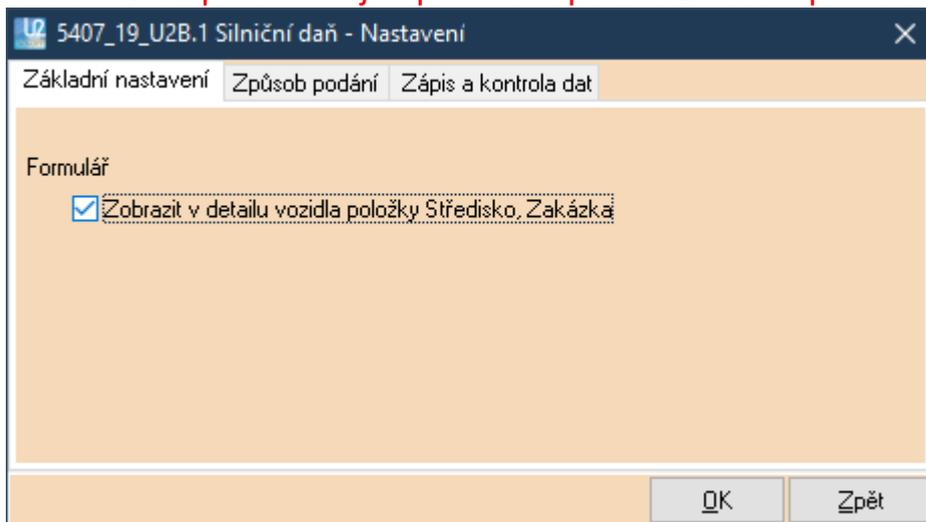 U2
5407_19_U2B.1 Silniční daň - Nastavení
Základní nastavení Způsob podání Zápis a kontrola dat
Formulář
Zobrazit v detailu vozidla položky Středisko, Zakázka
OK Zpět